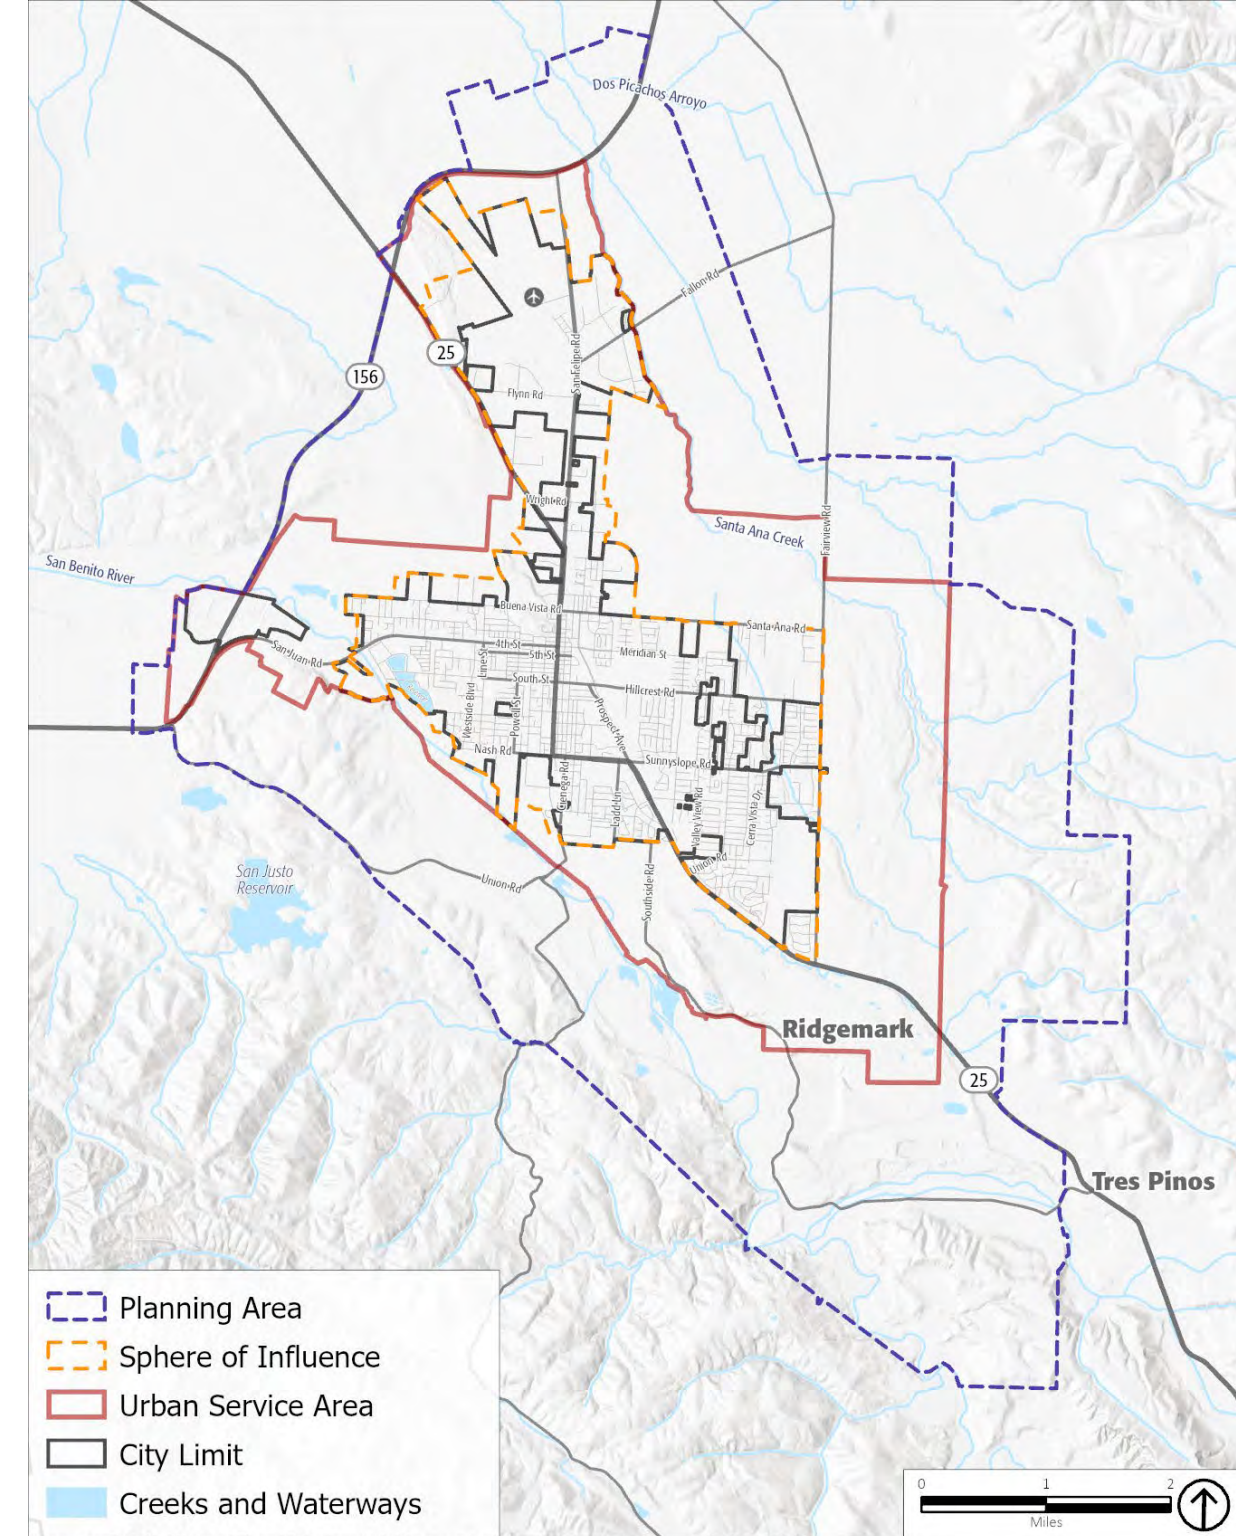 Dos Picachos Arroyo
Fallon Rd
25
San Felipe Rd
156
Flynn Rd
Wright Rd
Santa Ana Creek
Fairview Rd
San Benito River
Buena Vista Rd
Santa Ana Rd
San Juan Rd
4th St
5th St
Line St
Meridian St
South St
Hillcrest Rd
Westside Blvd
Powell St
Prospect Ave
Nash Rd
Sunnyslope Rd
Cienega Rd
Ladd Ln
Valley View Rd
Cerra Vista Dr
Union Rd
San Justo
Reservoir
Union Rd
Southside Rd
Ridgemark
25
Tres Pinos
Planning Area
Sphere of Influence
Urban Service Area
City Limit
Creeks and Waterways
0 1 2
Miles